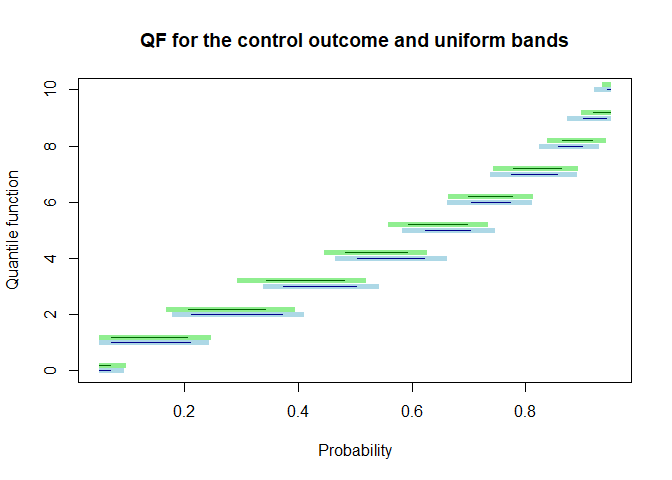 QF for the control outcome and uniform bands
Quantile function
10
8
6
4
2
0
0.2 0.4 0.6 0.8
Probability